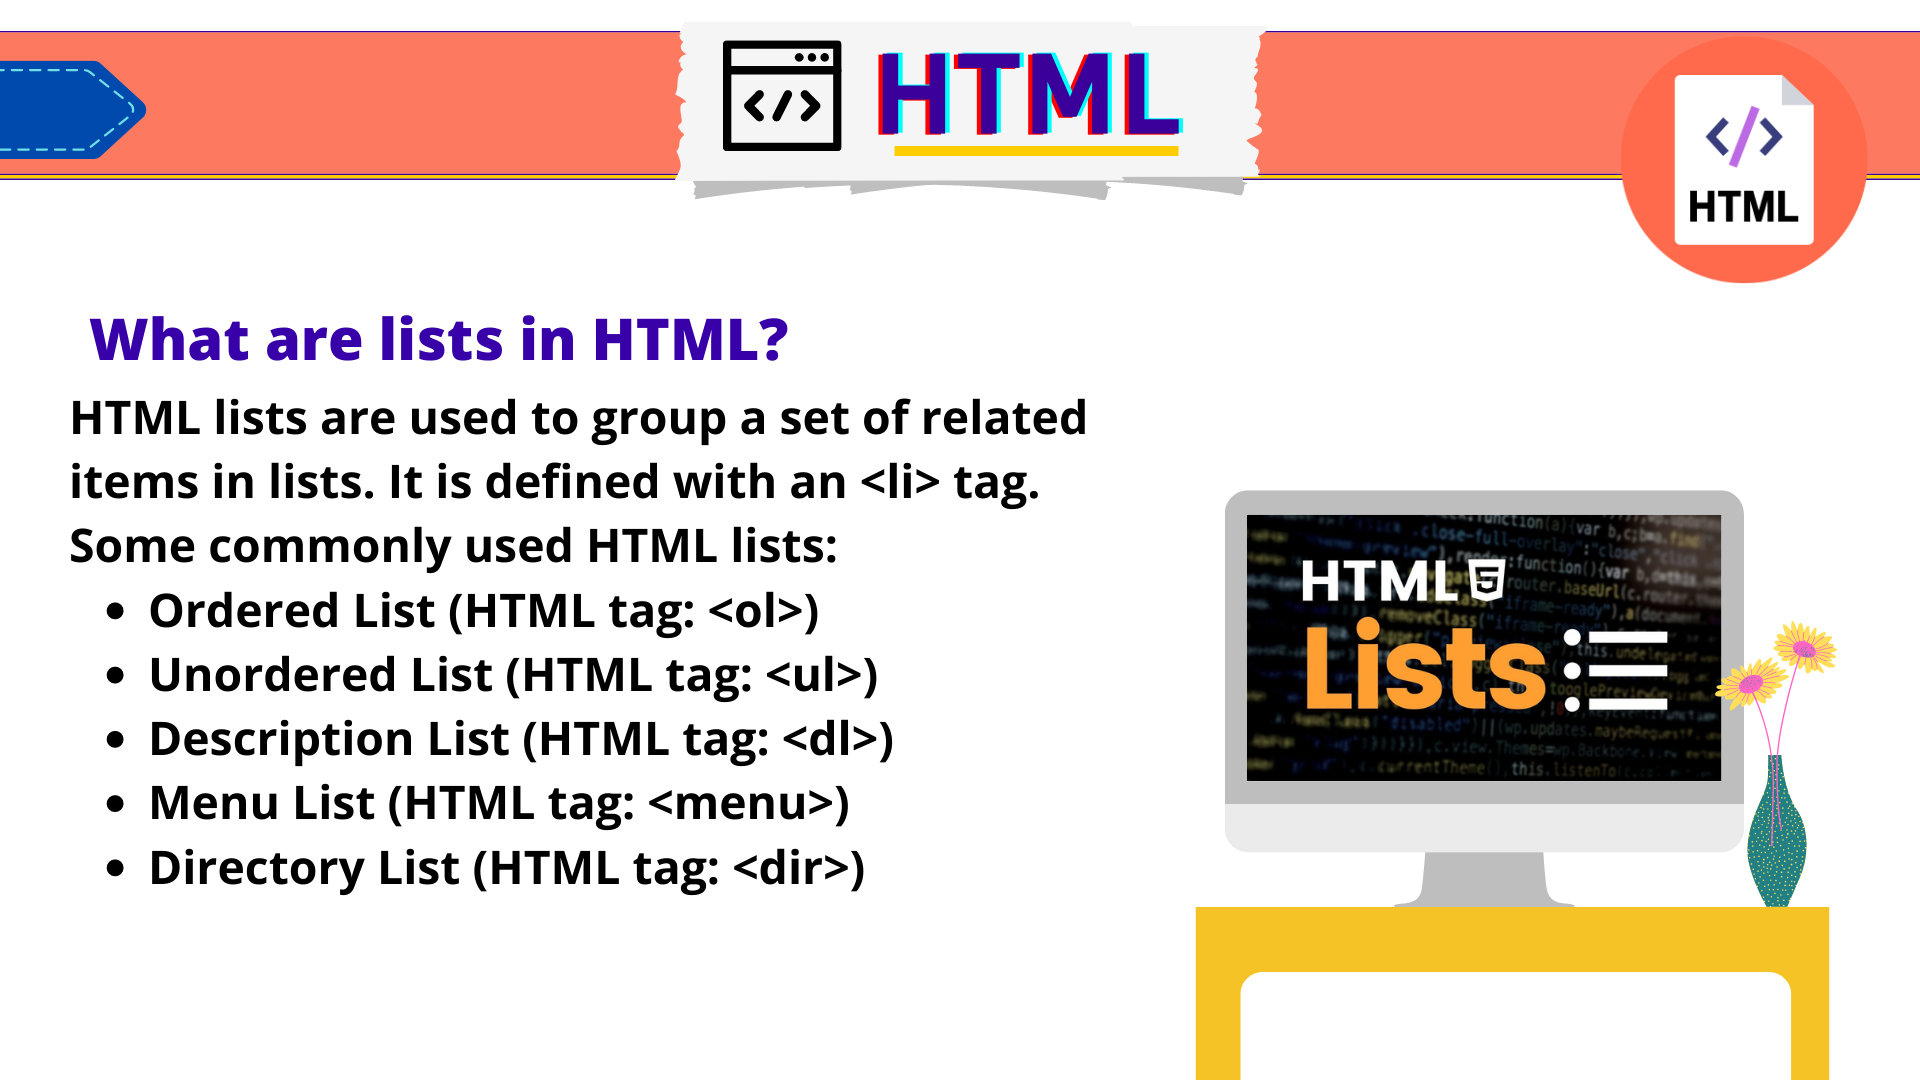 </> HTML
</>
HTML
What are lists in HTML?
HTML lists are used to group a set of related
items in lists. It is defined with an <li> tag.
Some commonly used HTML lists:
• Ordered List (HTML tag: <ol>)
• Unordered List (HTML tag: <ul>)
• Description List (HTML tag: <dl>)
• Menu List (HTML tag: <menu>)
• Directory List (HTML tag: <dir>)
HTML
Lists